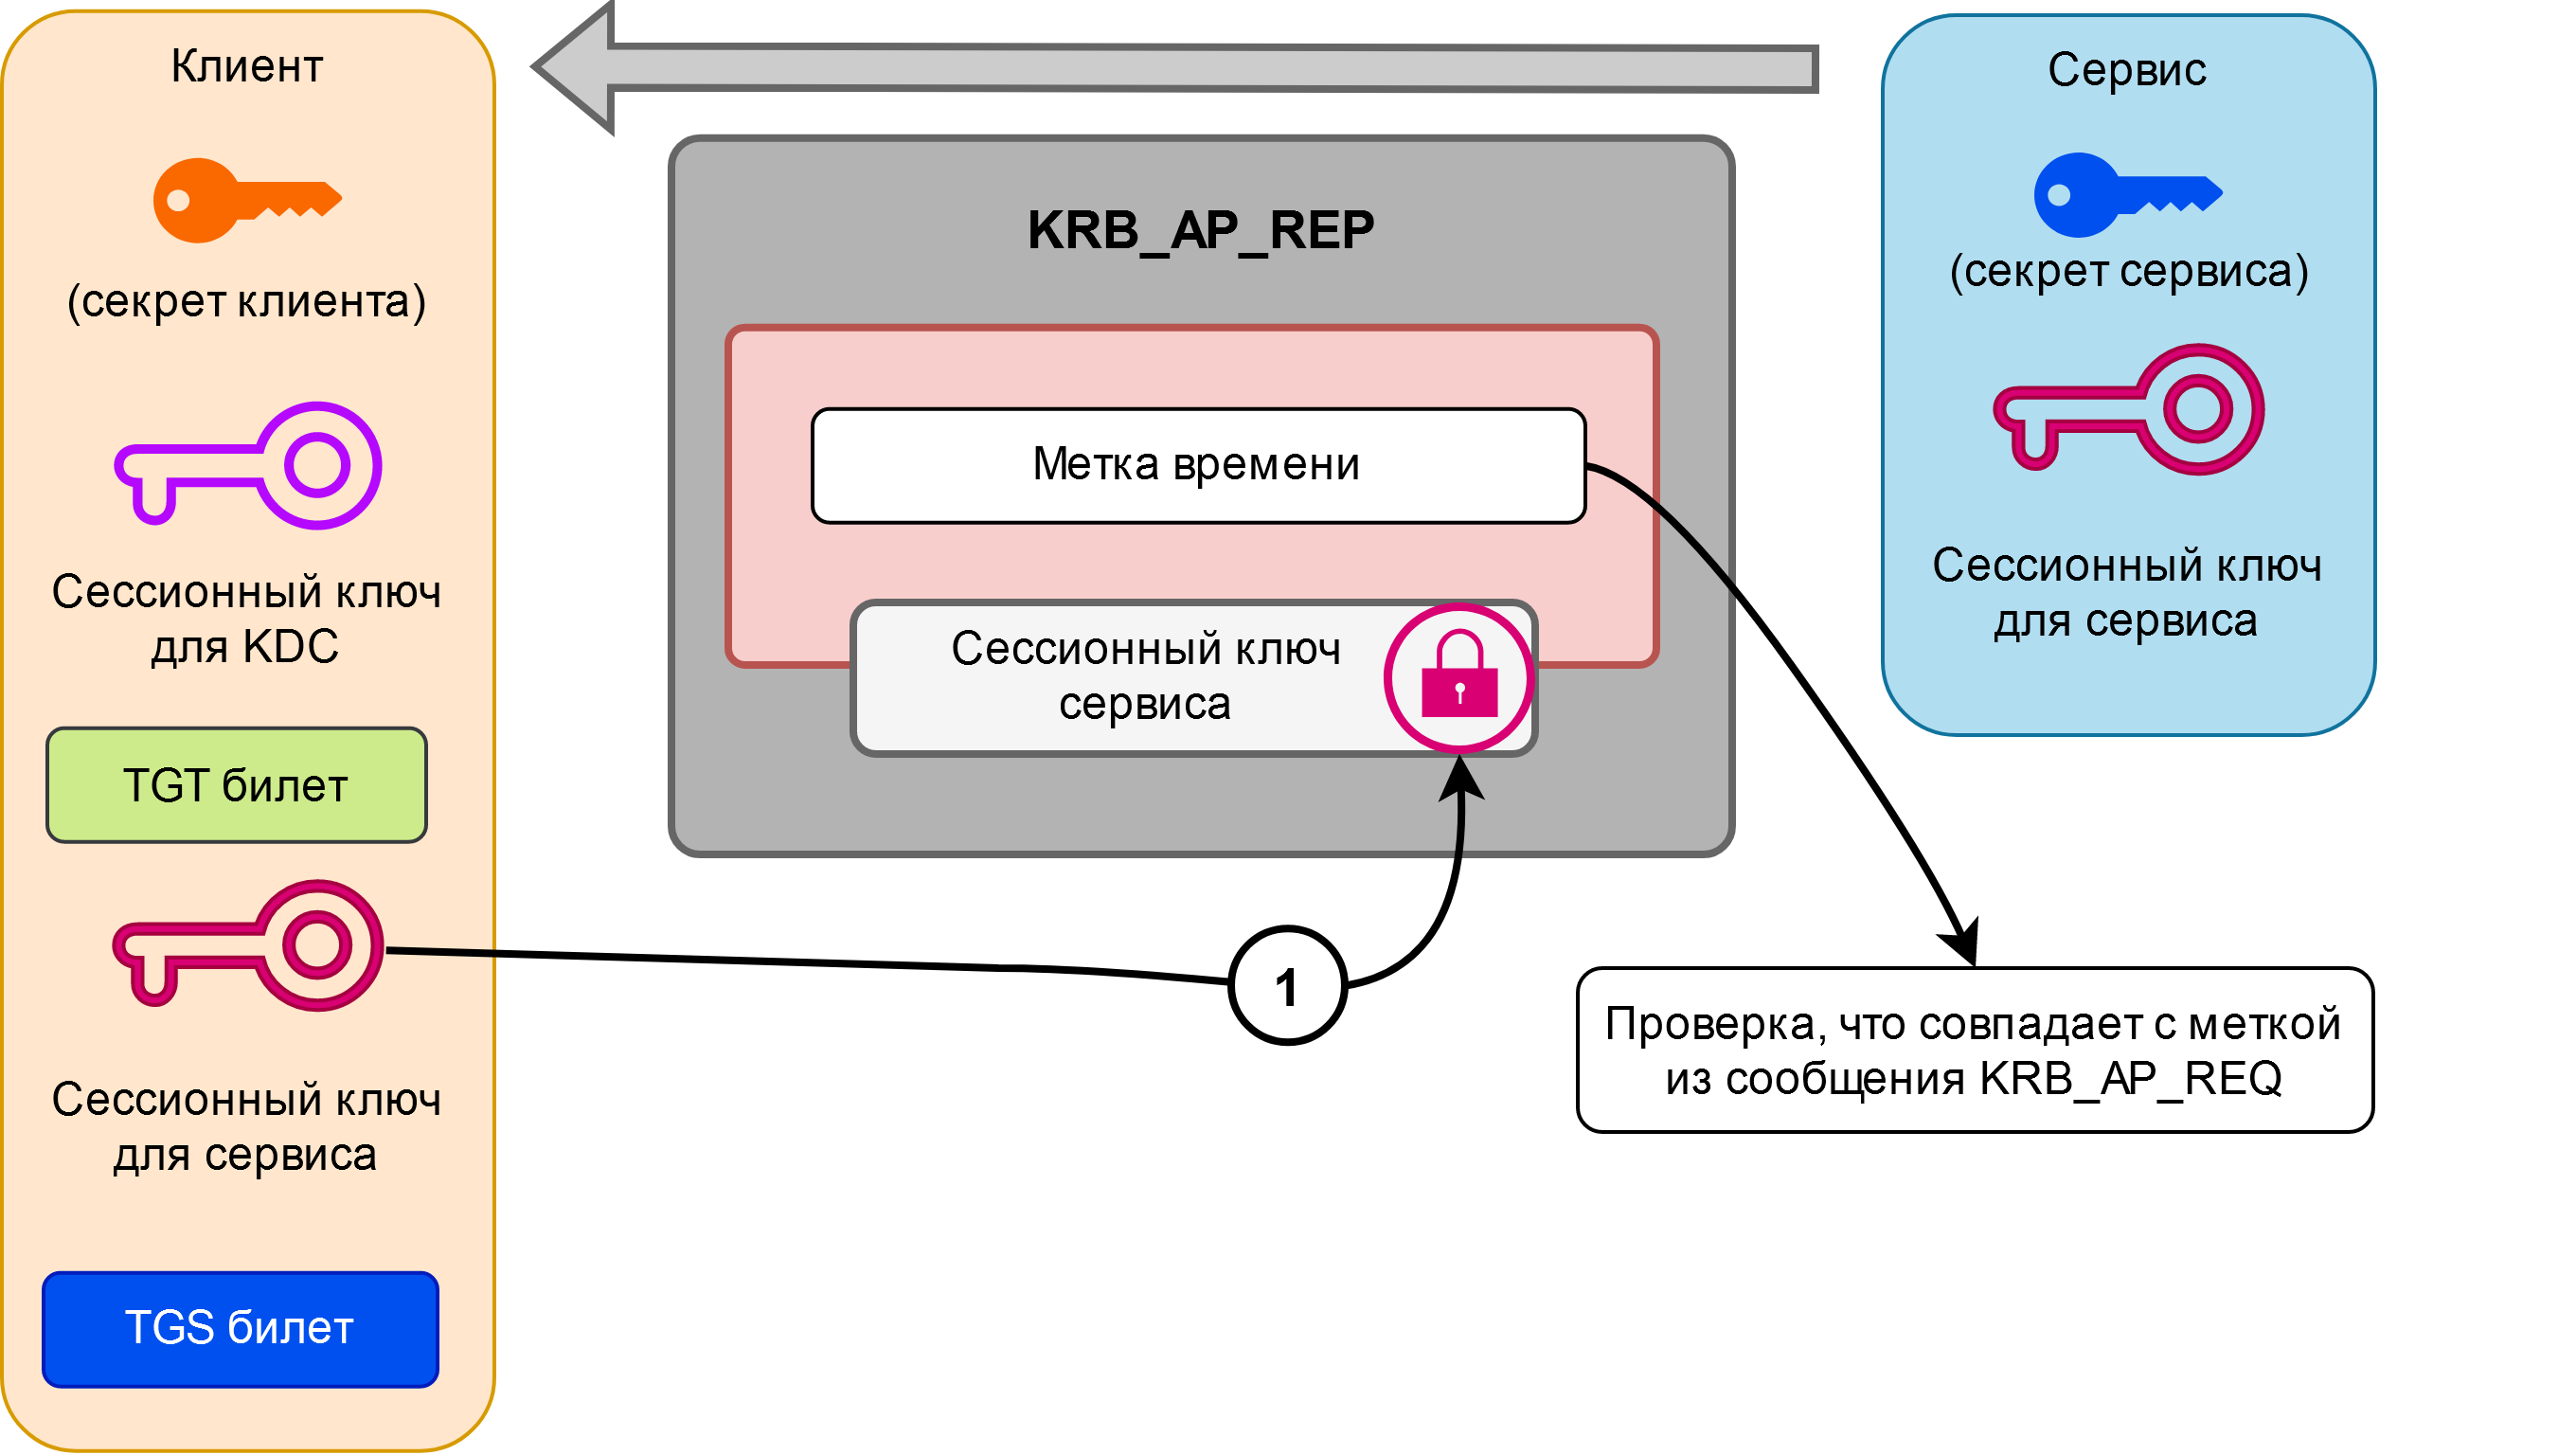 Клиент
(секрет клиента)
Сессионный ключ
для KDC
TGT билет
Сессионный ключ
для сервиса
TGS билет
KRB_AP_REP
Метка времени
Сессионный ключ
сервиса
1
Сервис
(секрет сервиса)
Сессионный ключ
для сервиса
Проверка, что совпадает с меткой
из сообщения KRB_AP_REQ